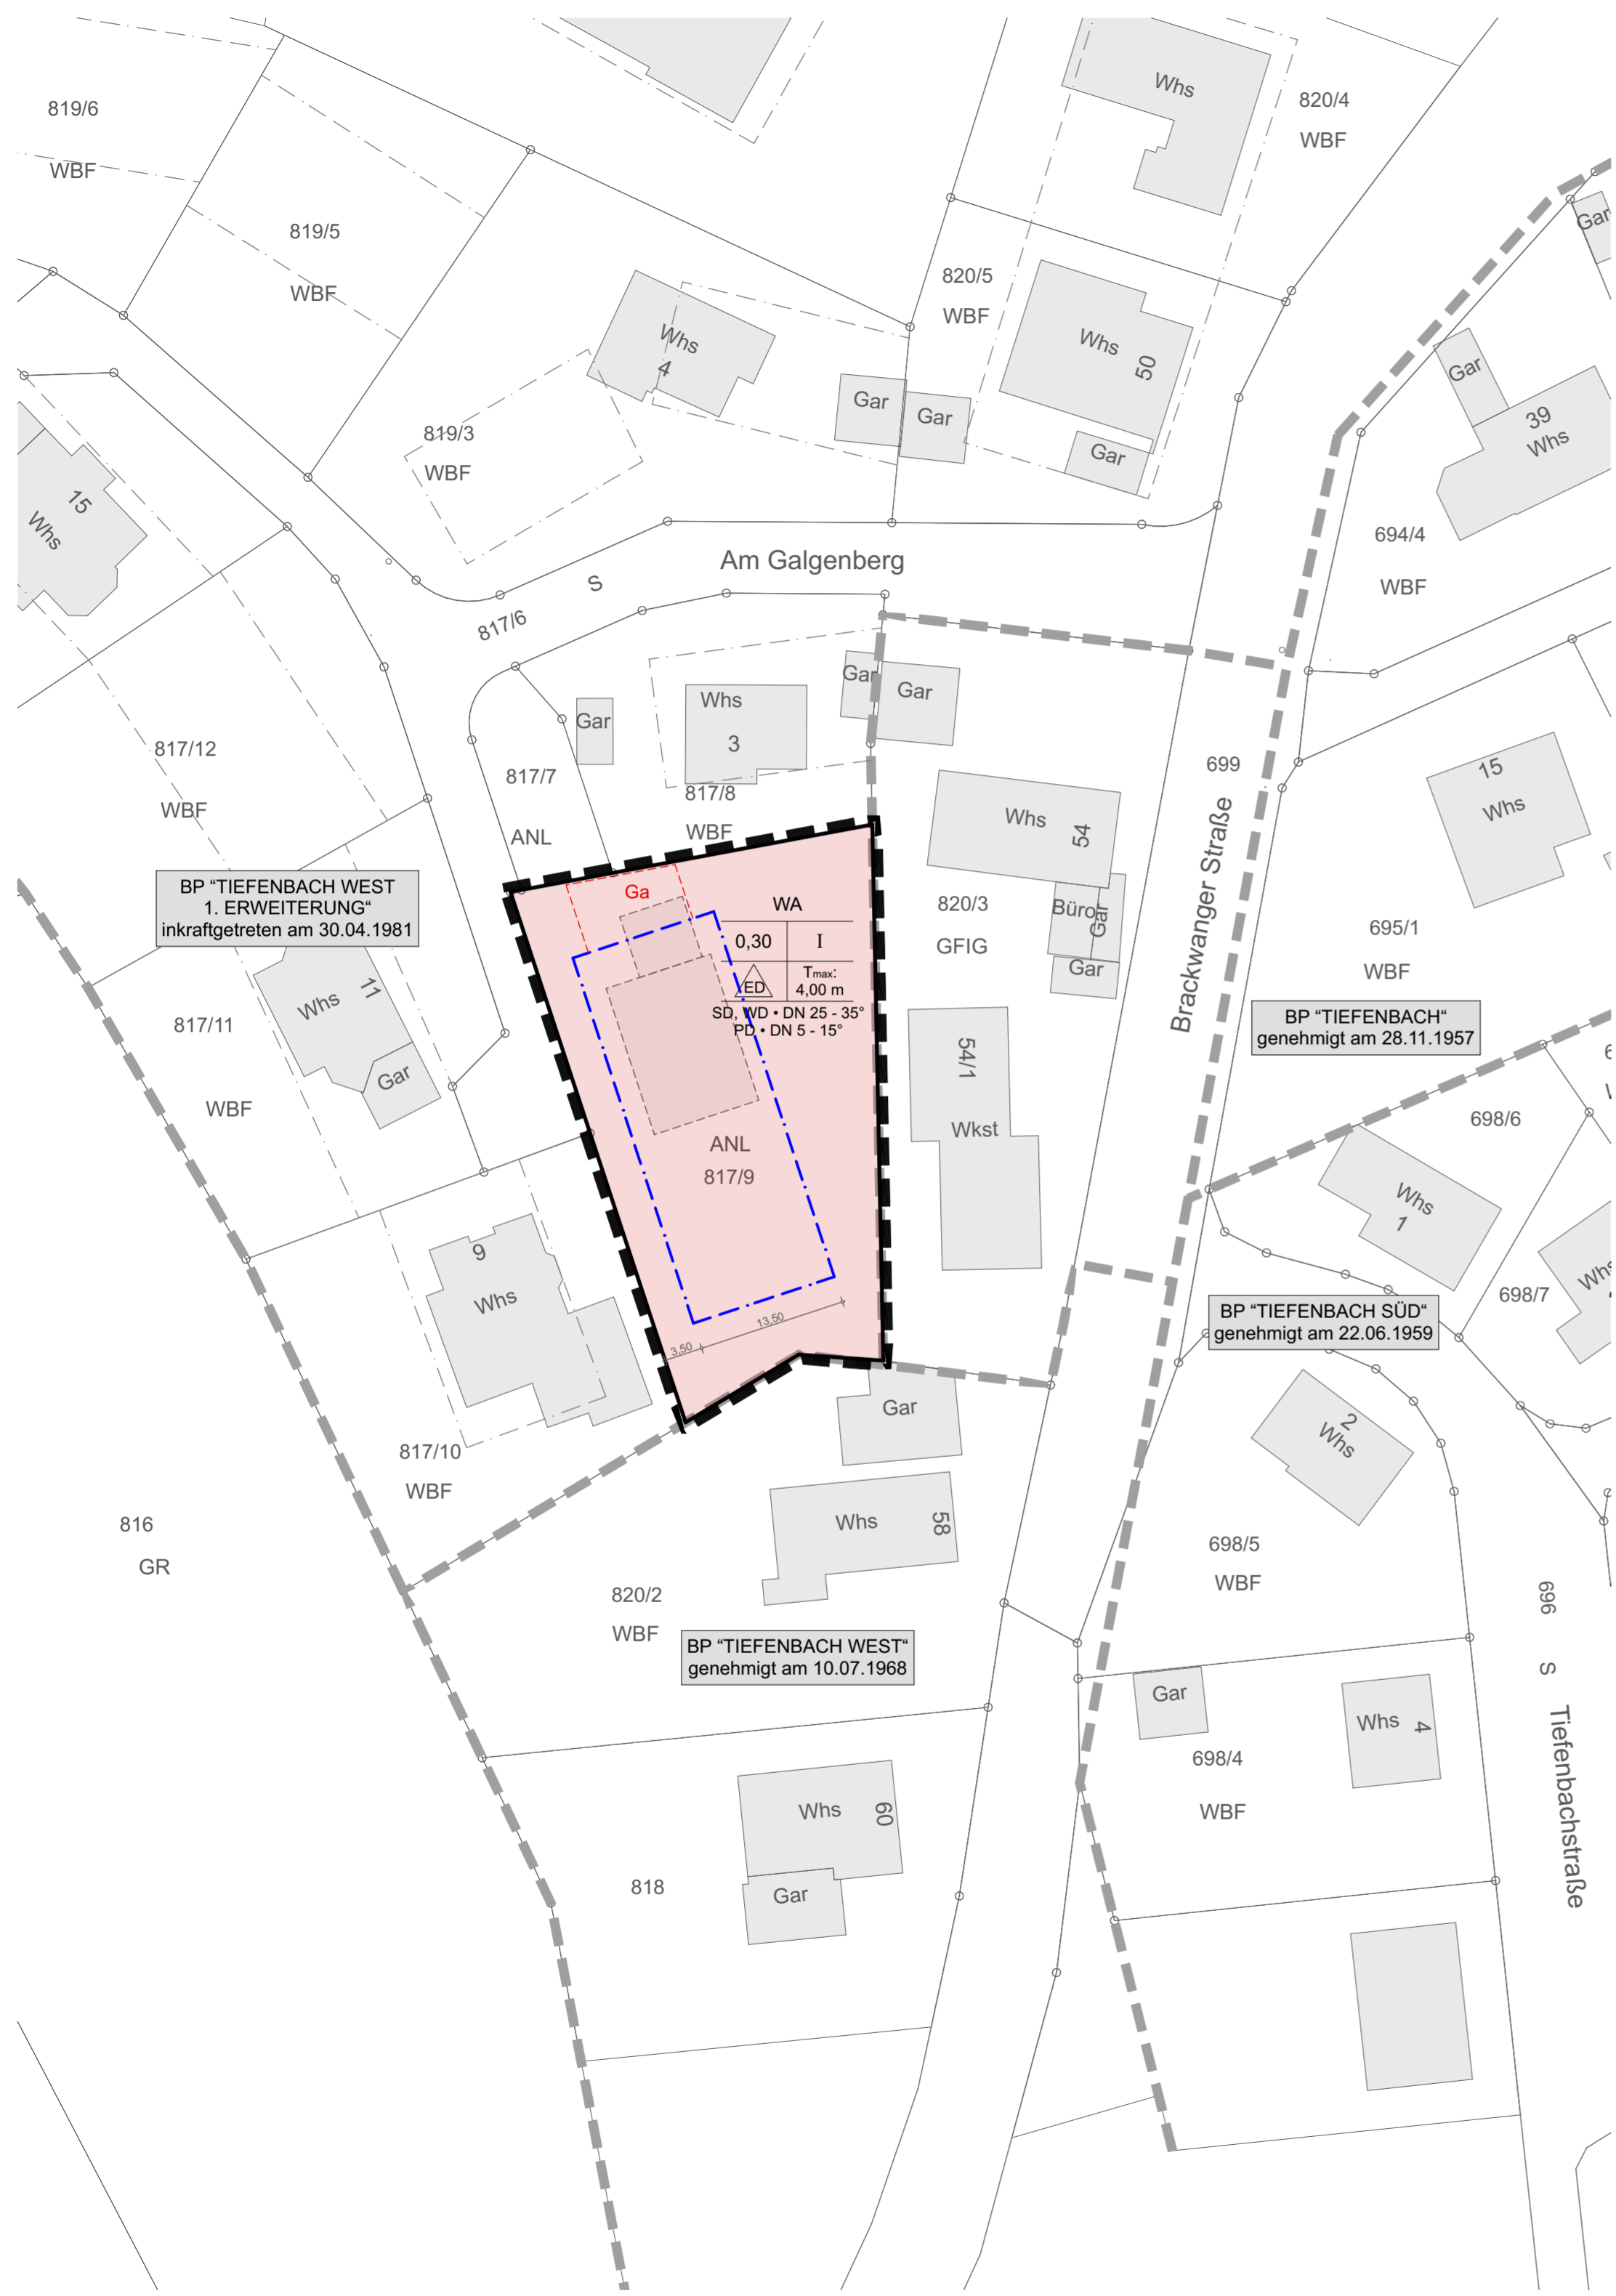 Whs
820/4
WBF
819/6
WBF
819/5
WBF
Gar
820/5
WBF
Whs
4
Whs
50
Gar
Gar
Gar
Gar
39
Whs
819/3
WBF
15
Whs
694/4
WBF
Am Galgenberg
S
817/6
Gar
Whs
3
Gar
Gar
817/12
WBF
817/7
ANL
817/8
WBF
699
Brackwanger Straße
15
Whs
Whs
54
BP “TIEFENBACH WEST
1. ERWEITERUNG“
inkraftgetreten am 30.04.1981
Ga
WA
0,30
I
ED
Tmax:
4,00 m
SD, WD • DN 25 - 35°
PD • DN 5 - 15°
820/3
GFIG
Büro
Gar
Gar
695/1
WBF
Whs
11
Gar
817/11
WBF
BP “TIEFENBACH“
genehmigt am 28.11.1957
54/1
Wkst
ANL
817/9
698/6
Whs
1
9
Whs
698/7
Whs
BP “TIEFENBACH SÜD“
genehmigt am 22.06.1959
3,50
13,50
Gar
2
Whs
817/10
WBF
816
GR
Whs
58
698/5
WBF
820/2
WBF
696
S
Tiefenbachstraße
BP “TIEFENBACH WEST“
genehmigt am 10.07.1968
Gar
Whs
4
698/4
WBF
Whs
60
Gar
818